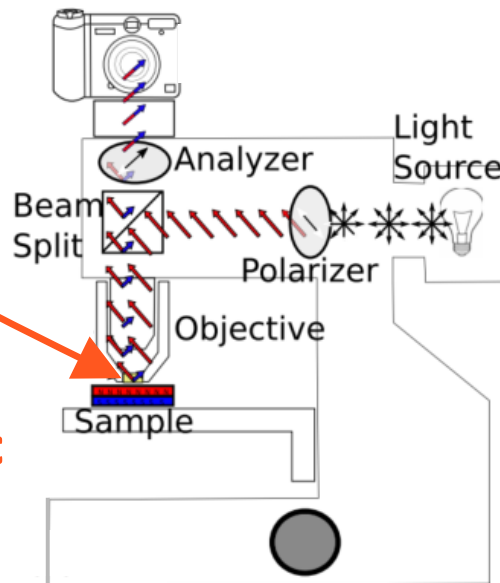 Light
Source
Analyzer
Beam
Split
Polarizer
Objective
Sample